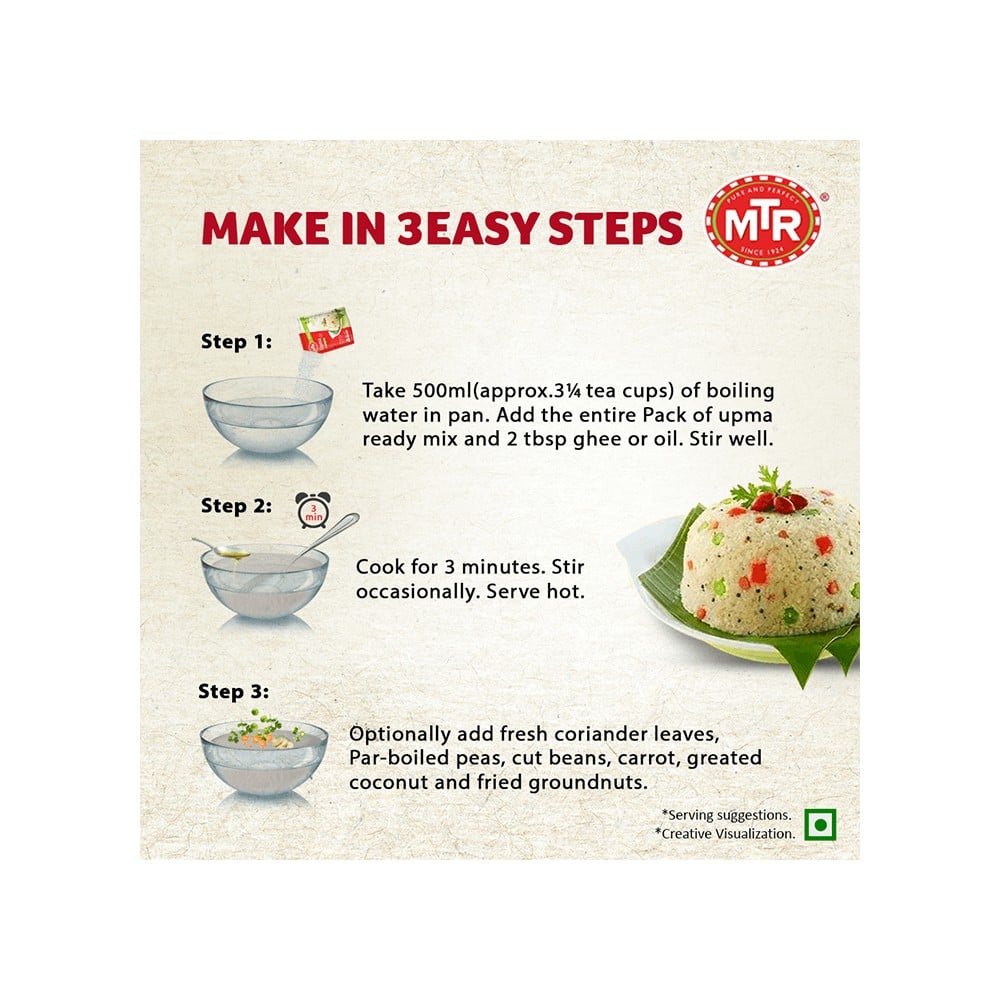 MAKE IN 3EASY STEPS
PURE AND PERFECT
MTR
SINCE 1924
®
Step 1:
Take 500ml(approx.3¼ tea cups) of boiling
water in pan. Add the entire Pack of upma
ready mix and 2 tbsp ghee or oil. Stir well.
Step 2:
3
min
Cook for 3 minutes. Stir
occasionally. Serve hot.
Step 3:
Optionally add fresh coriander leaves,
Par-boiled peas, cut beans, carrot, greated
coconut and fried groundnuts.
*Serving suggestions.
*Creative Visualization.